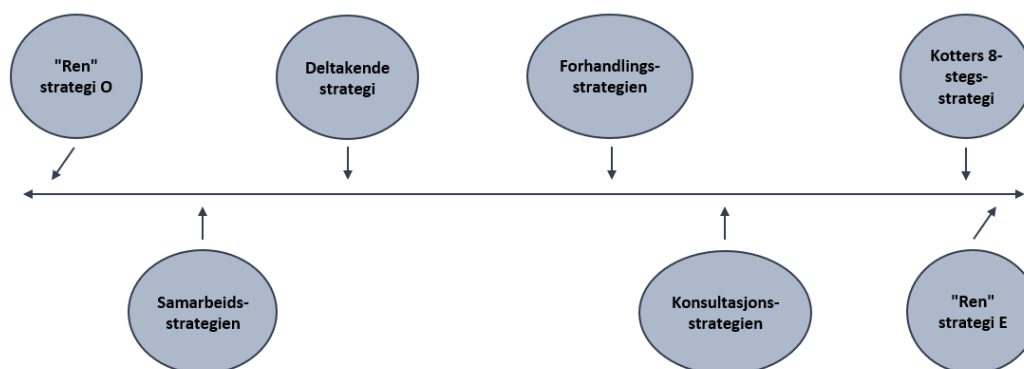 "Ren"
strategi O
Deltakende
strategi
Forhandlings-
strategien
Kotters 8-
stegs-
strategi
Samarbeids-
strategien
Konsultasjons-
strategien
"Ren"
strategi E